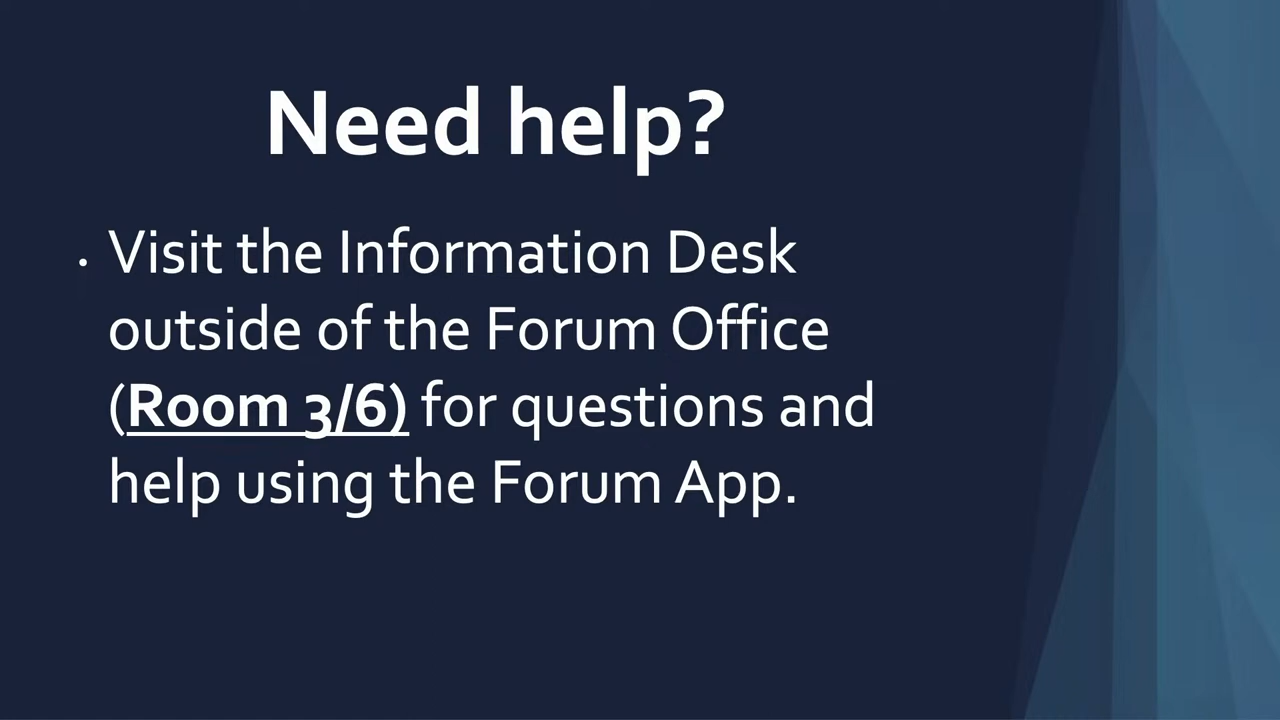 Need help?
• Visit the Information Desk
outside of the Forum Office
(Room 3/6) for questions and
help using the Forum App.